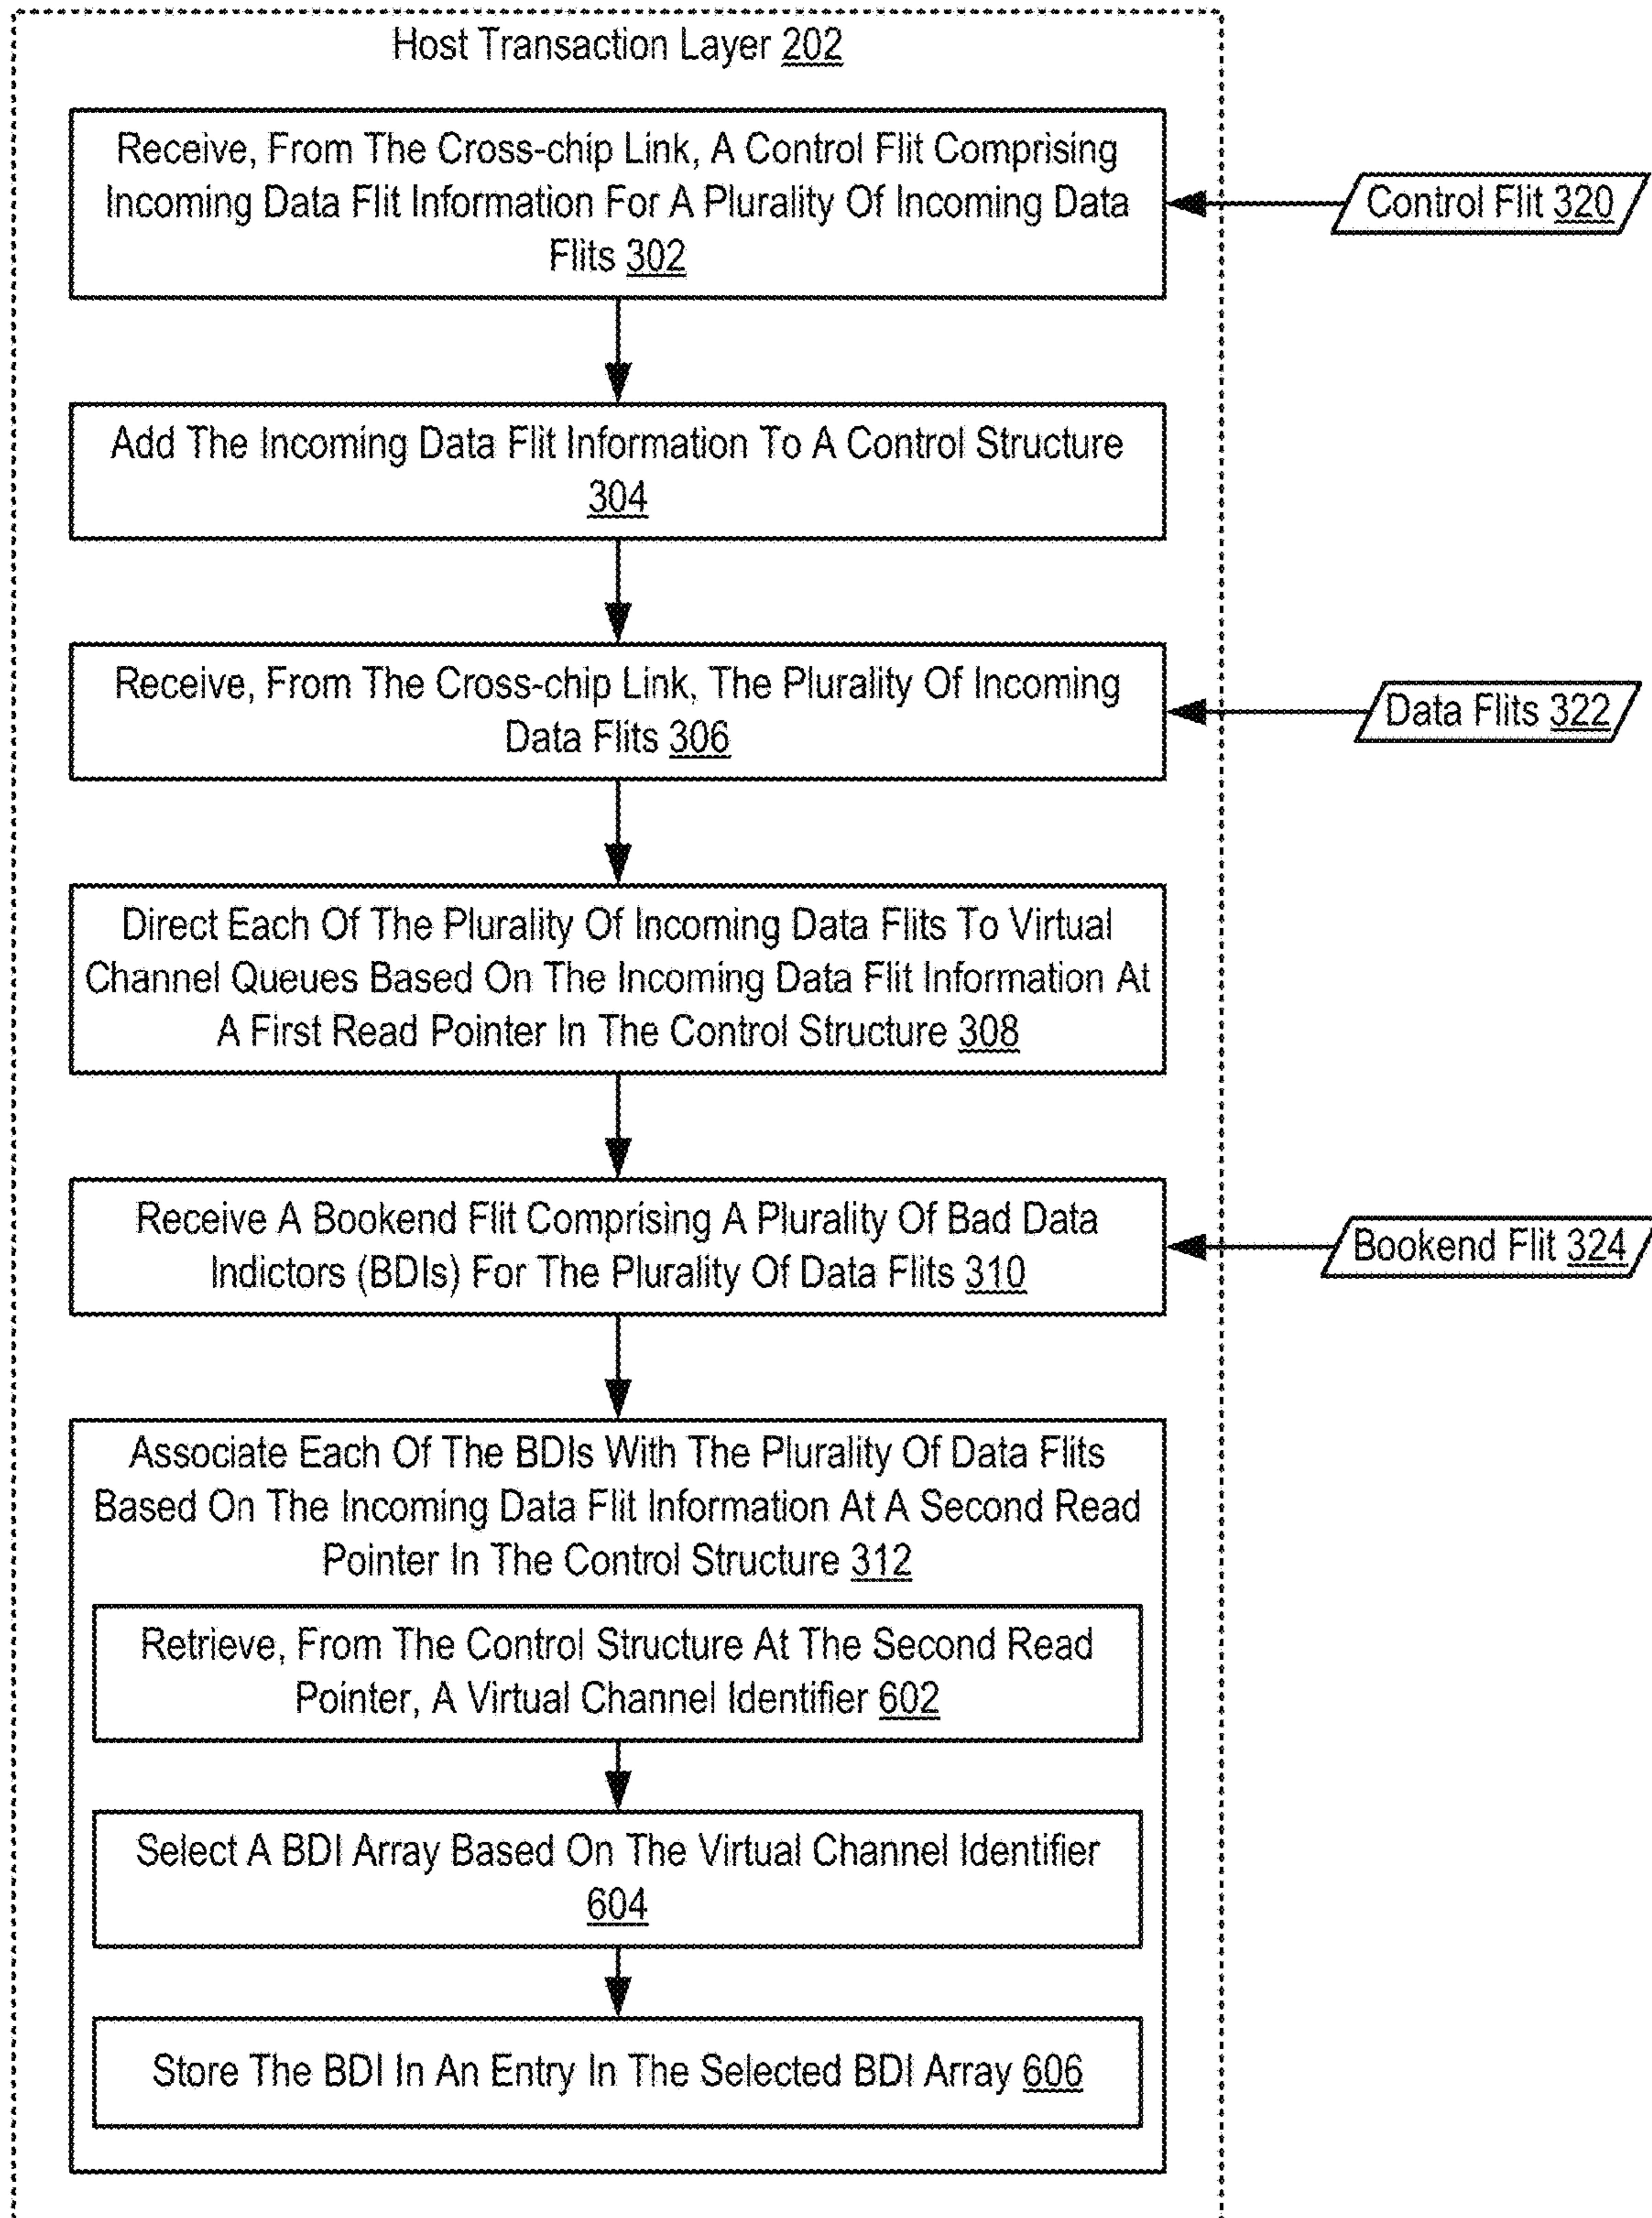 Host Transaction Layer 202
Receive, From The Cross-chip Link, A Control Flit Comprising
Incoming Data Flit Information For A Plurality Of Incoming Data
Flits 302
Control Flit 320
Add The Incoming Data Flit Information To A Control Structure
304
Receive, From The Cross-chip Link, The Plurality Of Incoming
Data Flits 306
Data Flits 322
Direct Each Of The Plurality Of Incoming Data Flits To Virtual
Channel Queues Based On The Incoming Data Flit Information At
A First Read Pointer In The Control Structure 308
Receive A Bookend Flit Comprising A Plurality Of Bad Data
Indictors (BDIs) For The Plurality Of Data Flits 310
Bookend Flit 324
Associate Each Of The BDIs With The Plurality Of Data Flits
Based On The Incoming Data Flit Information At A Second Read
Pointer In The Control Structure 312
Retrieve, From The Control Structure At The Second Read
Pointer, A Virtual Channel Identifier 602
Select A BDI Array Based On The Virtual Channel Identifier
604
Store The BDI In An Entry In The Selected BDI Array 606